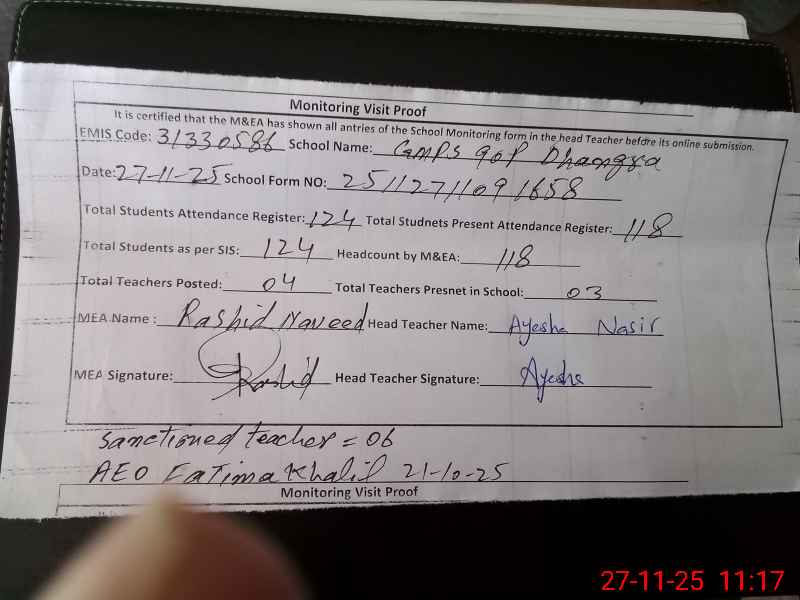 Monitoring Visit Proof
It is certified that the M&EA has shown all antries of the School Monitoring form in the head Teacher before its online submission.
EMIS Code: 31330586 School Name: GMPS qop Dhangra
Date: 27-11-25 School Form NO: 2511271109 1658
Total Students Attendance Register: 124 Total Studnets Present Attendance Register: 118
Total Students as per SIS: 124 Headcount by M&EA: 118
Total Teachers Posted: 04 Total Teachers Presnet in School: 03
MEA Name : Rashid Naveed Head Teacher Name: Ayesha Nasir
MEA Signature: Rashid Head Teacher Signature: Ayesha
Sanctioned teacher = 06
AEO Fatima Khalil 21-10-25
Monitoring Visit Proof
27-11-25 11:17